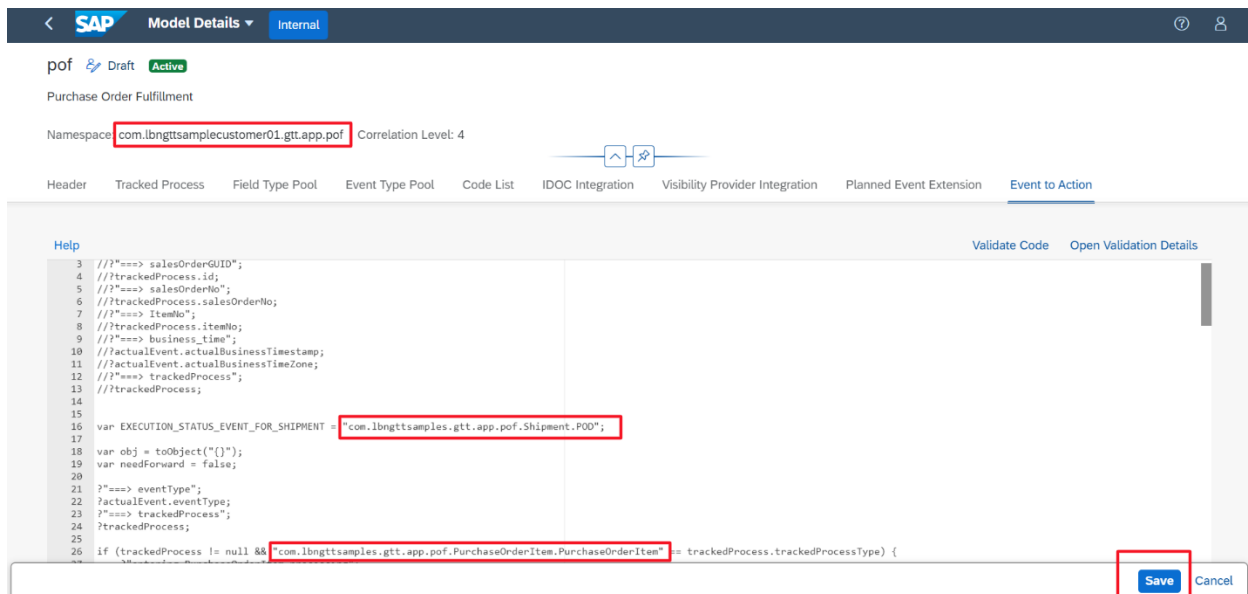 SAP Model Details Internal
pof Draft Active
Purchase Order Fulfillment
Namespace: com.lbngttsamplecustomer01.gtt.app.pof Correlation Level: 4
Header Tracked Process Field Type Pool Event Type Pool Code List IDOC Integration Visibility Provider Integration Planned Event Extension Event to Action
Help Validate Code Open Validation Details
3 //?"===> salesOrderGUID";
4 //?trackedProcess.id;
5 //?"===> salesOrderNo";
6 //?trackedProcess.salesOrderNo;
7 //?"===> ItemNo";
8 //?trackedProcess.itemNo;
9 //?"===> business_time";
10 //?actualEvent.actualBusinessTimestamp;
11 //?actualEvent.actualBusinessTimeZone;
12 //?"===> trackedProcess";
13 //?trackedProcess;
14
15
16 var EXECUTION_STATUS_EVENT_FOR_SHIPMENT = "com.lbngttsamples.gtt.app.pof.Shipment.POD";
17
18 var obj = toObject("{}");
19 var needForward = false;
20
21 ?"===> eventType";
22 ?actualEvent.eventType;
23 ?"===> trackedProcess";
24 ?trackedProcess;
25
26 if (trackedProcess != null && "com.lbngttsamples.gtt.app.pof.PurchaseOrderItem.PurchaseOrderItem" == trackedProcess.trackedProcessType) {
Save Cancel